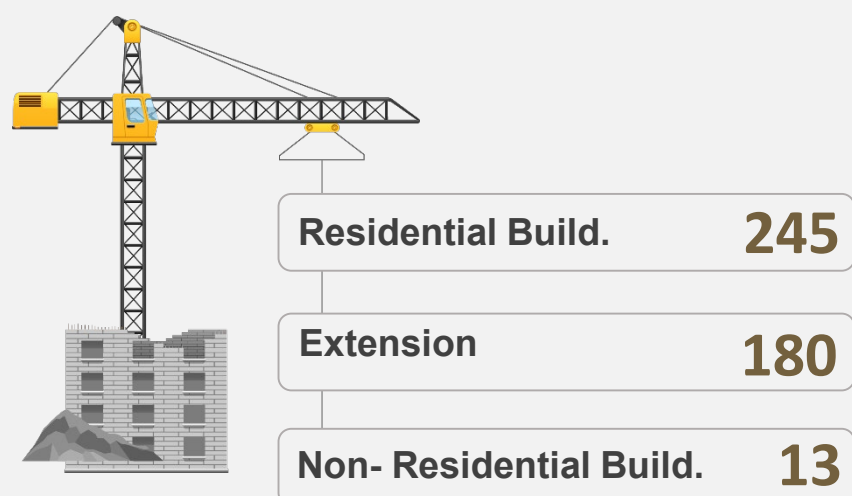 Residential Build. 245
Extension 180
Non- Residential Build. 13